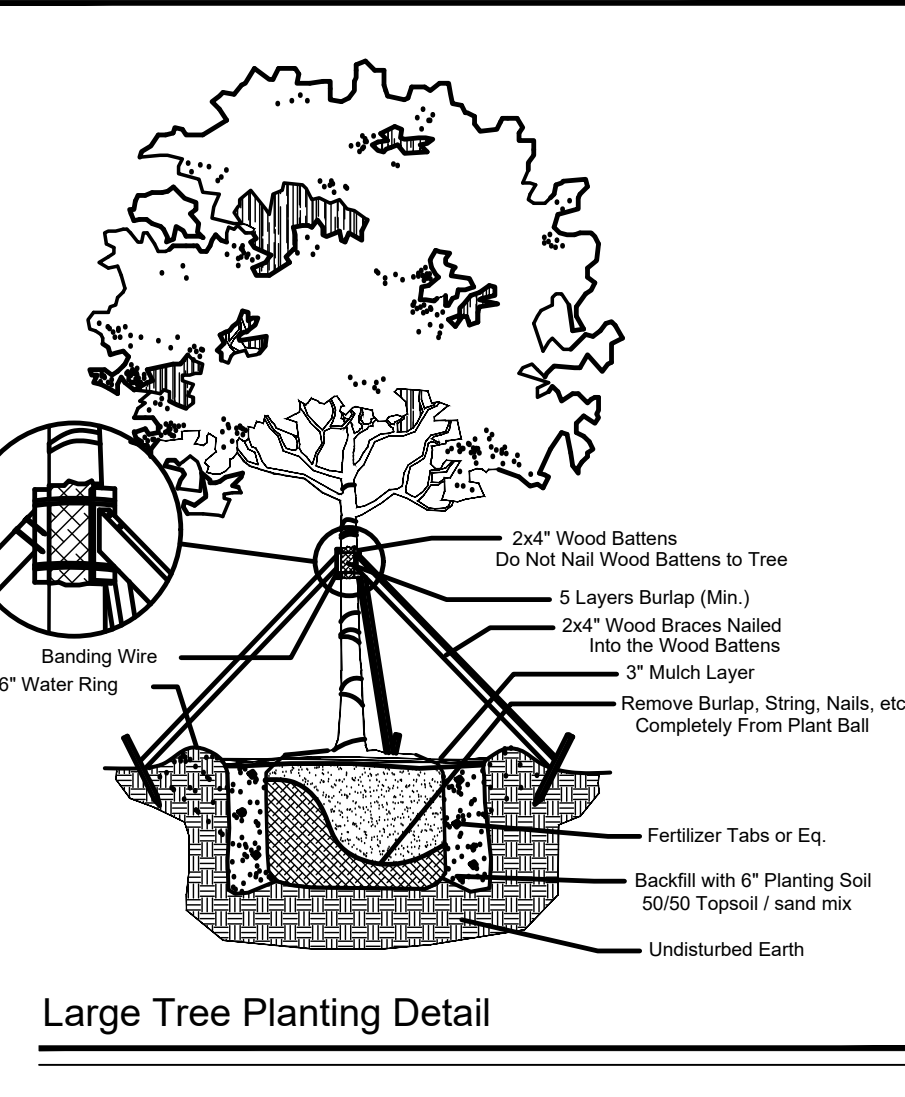 2x4" Wood Battens
Do Not Nail Wood Battens to Tree
5 Layers Burlap (Min.)
2x4" Wood Braces Nailed
Into the Wood Battens
Banding Wire
3" Mulch Layer
6" Water Ring
Remove Burlap, String, Nails, etc
Completely From Plant Ball
Fertilizer Tabs or Eq.
Backfill with 6" Planting Soil
50/50 Topsoil / sand mix
Undisturbed Earth
Large Tree Planting Detail